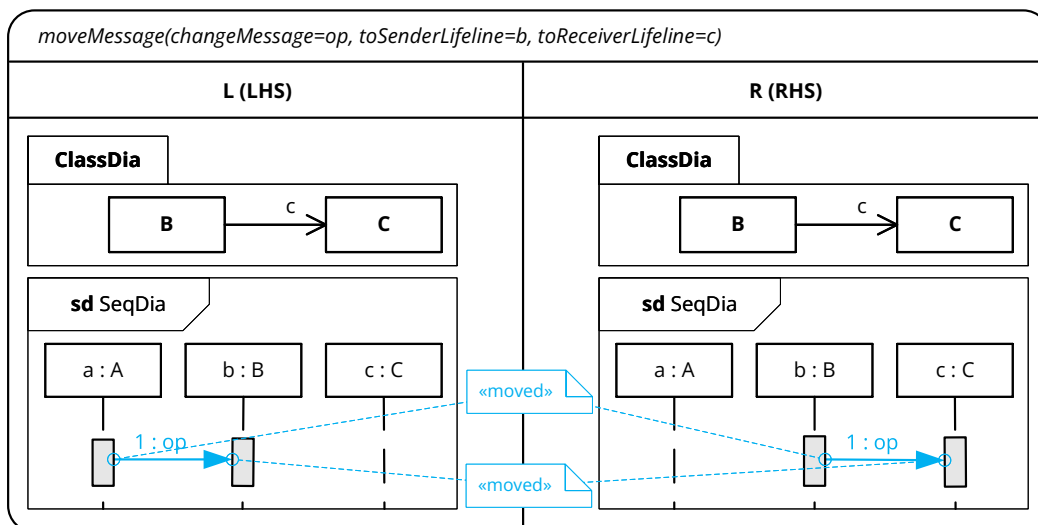 moveMessage(changeMessage=op, toSenderLifeline=b, toReceiverLifeline=c)
L (LHS)
R (RHS)
ClassDia
B
c
C
sd SeqDia
a : A
b : B
c : C
1 : op
ClassDia
B
c
C
sd SeqDia
a : A
b : B
c : C
1 : op
«moved»
«moved»